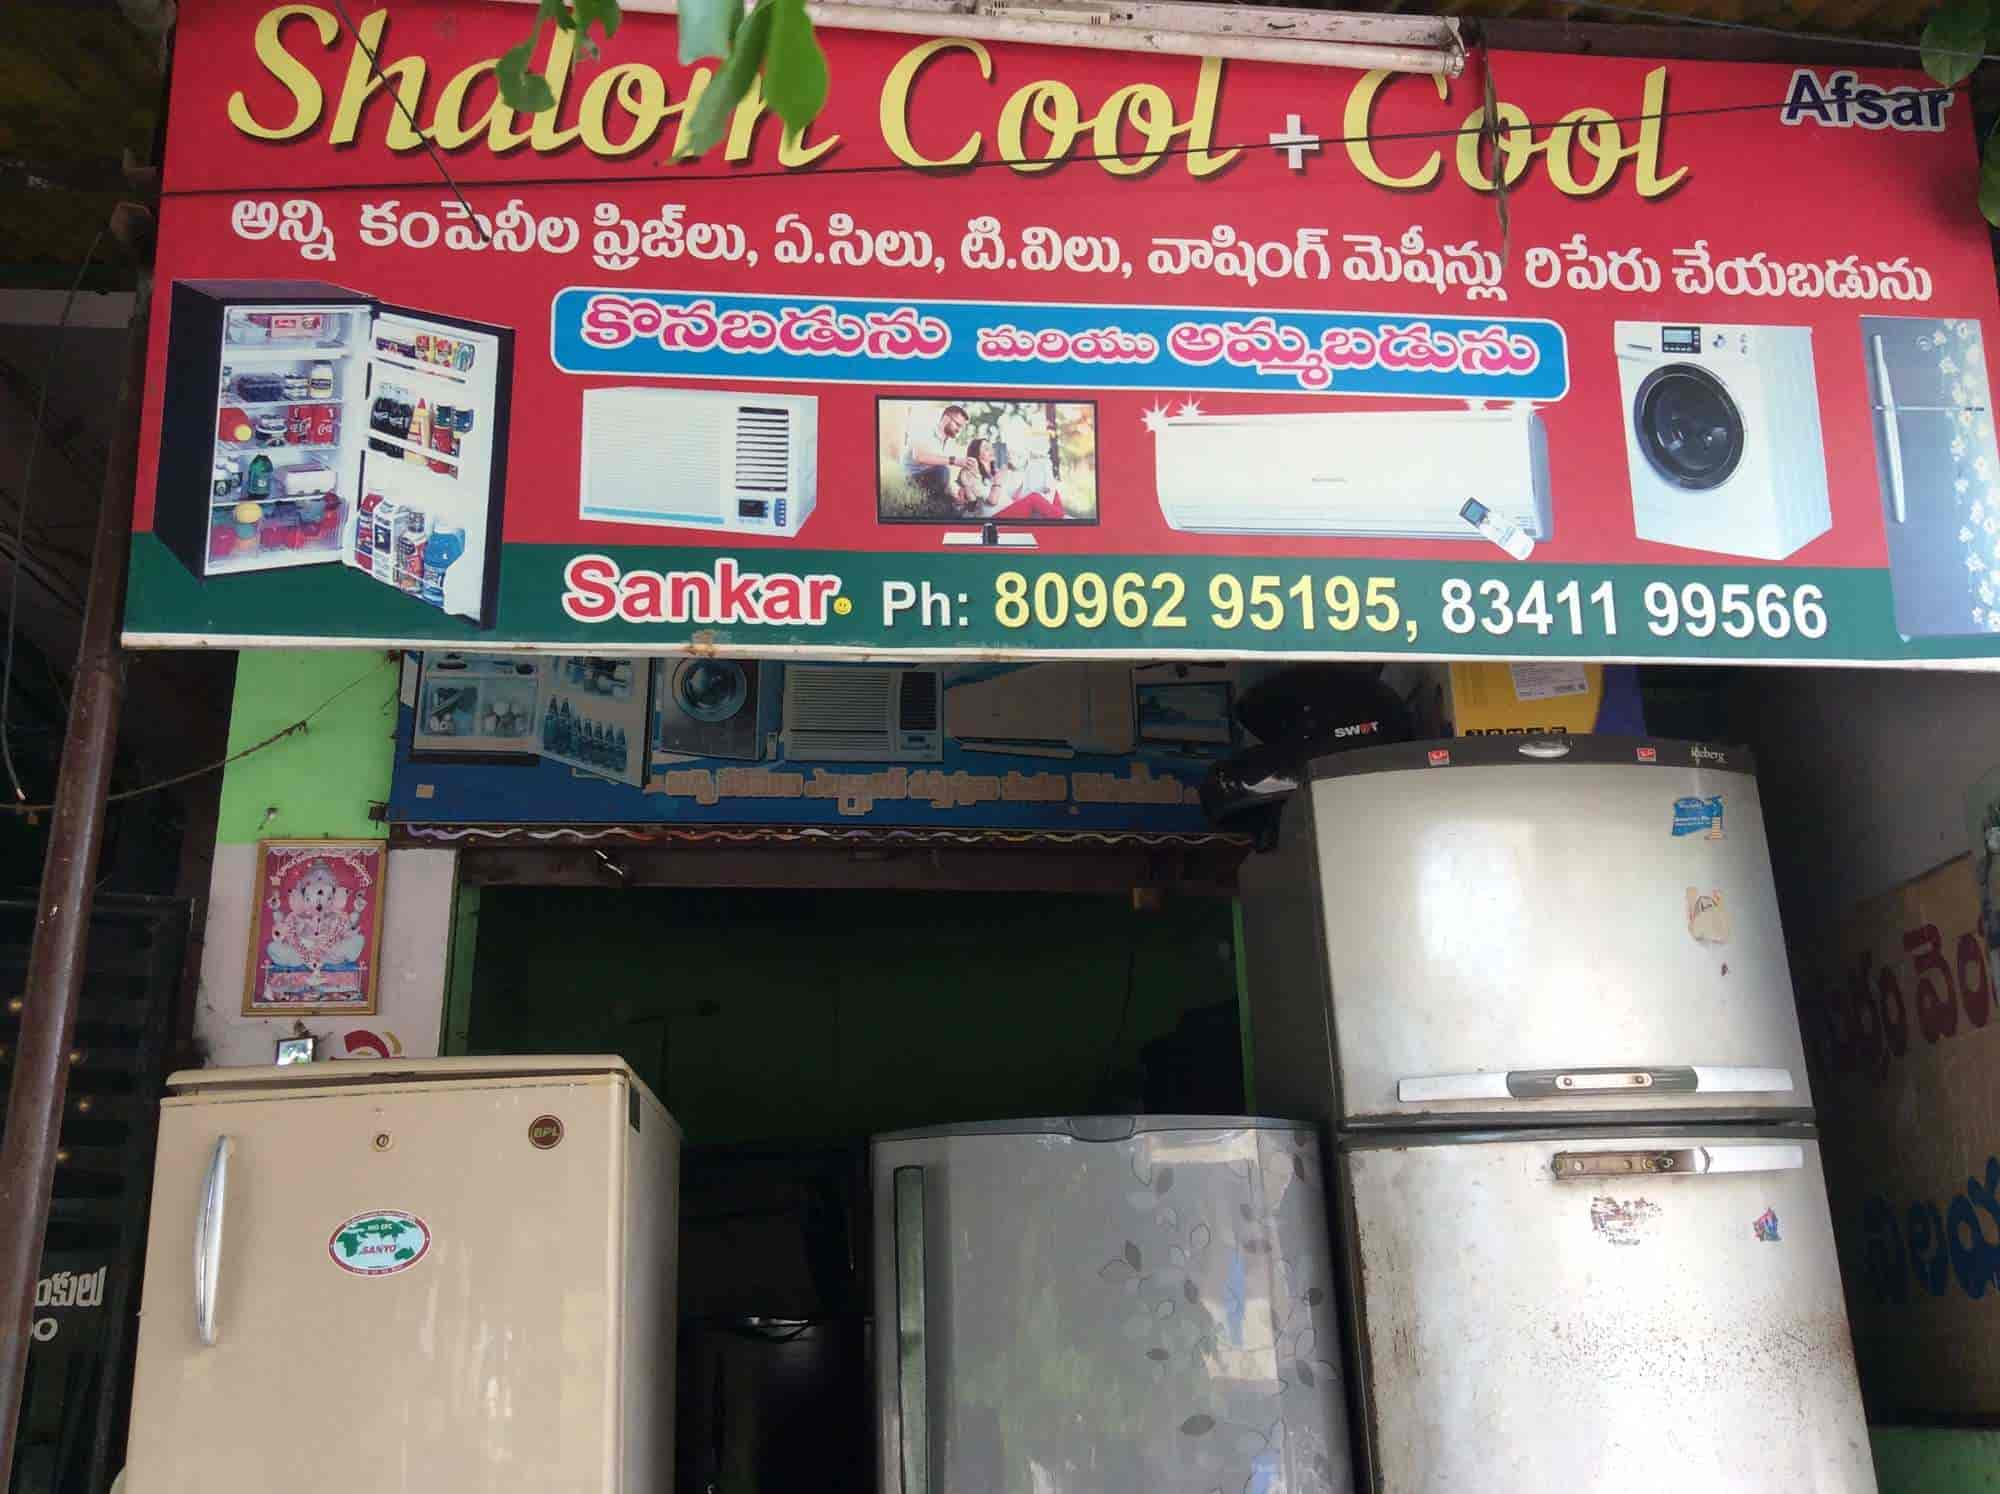 Shalom Cool + Cool
Afsar
అన్ని కంపెనీల ఫ్రిజ్‌లు, ఏ.సిలు, టి.విలు, వాషింగ్ మెషీన్లు రిపేరు చేయబడును
కొనబడును మరియు అమ్మబడును
Sankar Ph: 80962 95195, 83411 99566
SWOT
Iceberg
BPL
SANYO